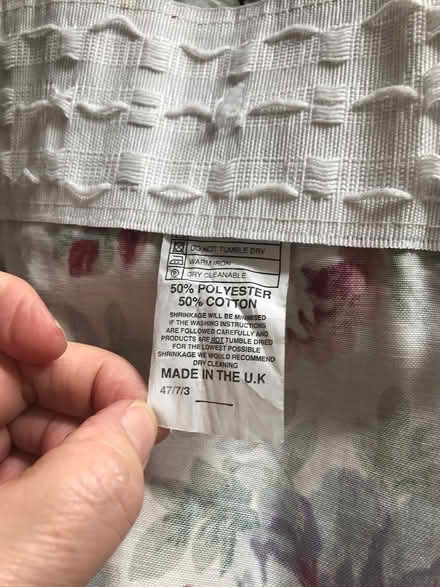 DO NOT TUMBLE DRY
WARM IRON
P DRY CLEANABLE
50% POLYESTER
50% COTTON
SHRINKAGE WILL BE MINIMISED
IF THE WASHING INSTRUCTIONS
ARE FOLLOWED CAREFULLY AND
PRODUCTS ARE NOT TUMBLE DRIED
FOR THE LOWEST POSSIBLE
SHRINKAGE WE WOULD RECOMMEND
DRY CLEANING
MADE IN THE U.K
47/7/3